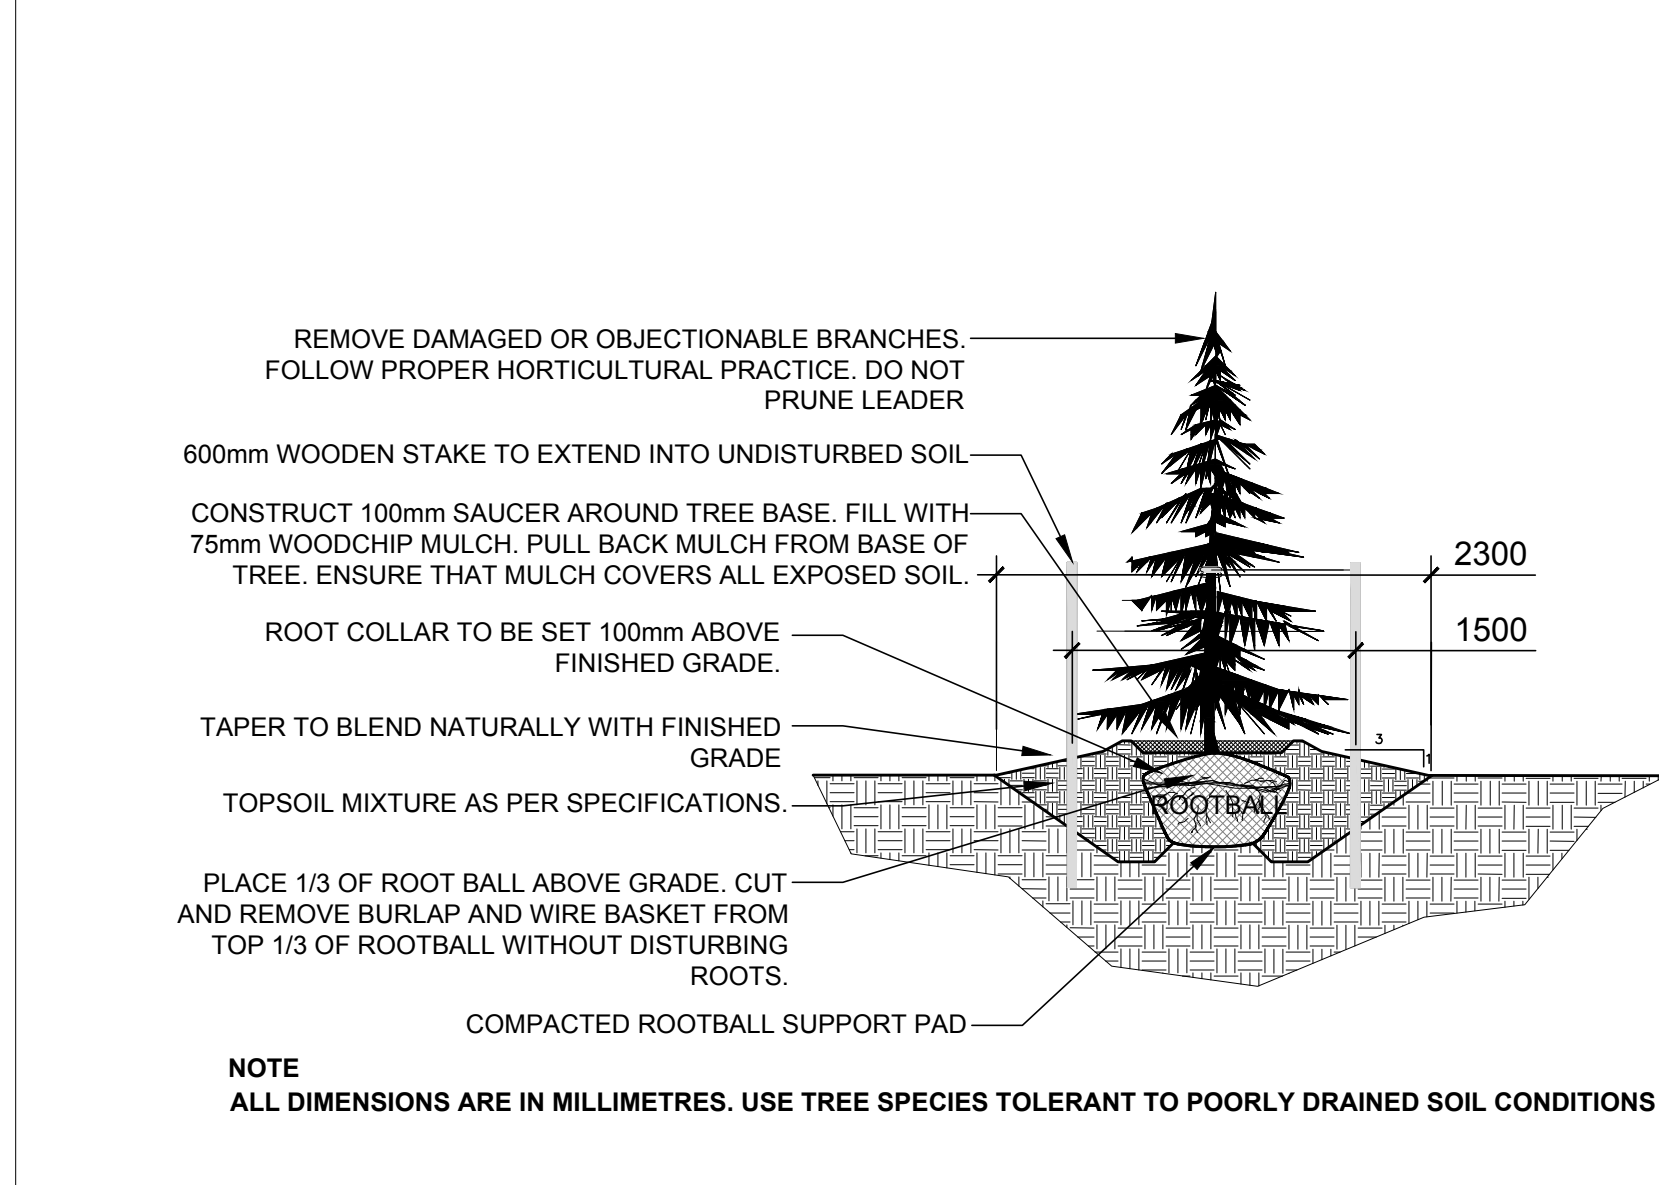 REMOVE DAMAGED OR OBJECTIONABLE BRANCHES.
FOLLOW PROPER HORTICULTURAL PRACTICE. DO NOT
PRUNE LEADER
600mm WOODEN STAKE TO EXTEND INTO UNDISTURBED SOIL
CONSTRUCT 100mm SAUCER AROUND TREE BASE. FILL WITH
75mm WOODCHIP MULCH. PULL BACK MULCH FROM BASE OF
TREE. ENSURE THAT MULCH COVERS ALL EXPOSED SOIL.
2300
1500
ROOT COLLAR TO BE SET 100mm ABOVE
FINISHED GRADE.
TAPER TO BLEND NATURALLY WITH FINISHED
GRADE
3
1
TOPSOIL MIXTURE AS PER SPECIFICATIONS.
ROOTBALL
PLACE 1/3 OF ROOT BALL ABOVE GRADE. CUT
AND REMOVE BURLAP AND WIRE BASKET FROM
TOP 1/3 OF ROOTBALL WITHOUT DISTURBING
ROOTS.
COMPACTED ROOTBALL SUPPORT PAD
NOTE
ALL DIMENSIONS ARE IN MILLIMETRES. USE TREE SPECIES TOLERANT TO POORLY DRAINED SOIL CONDITIONS